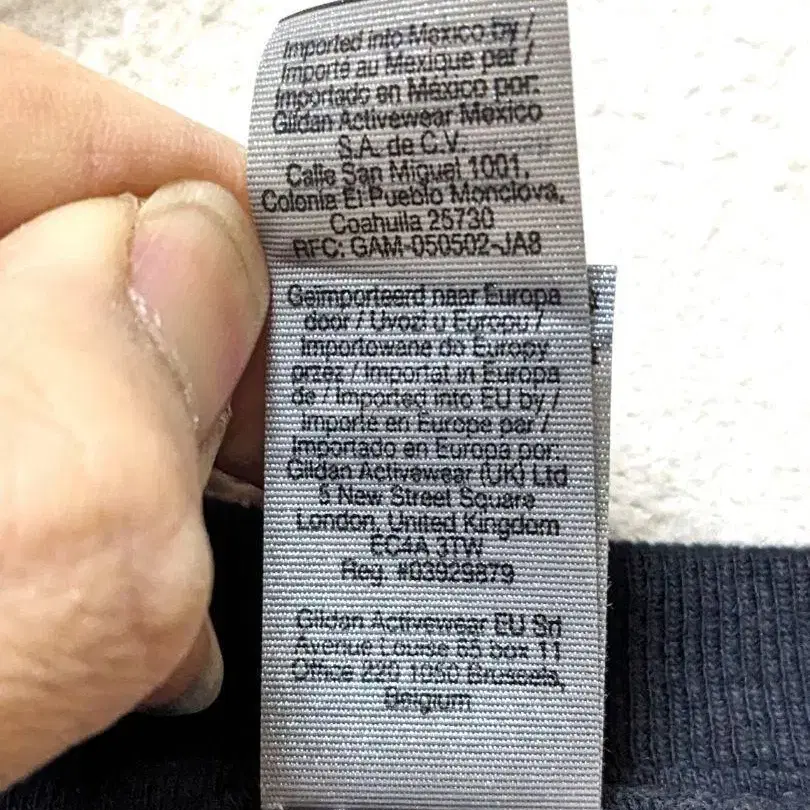 Imported into Mexico by /
Importé au Mexique par /
Importado en Mexico por:
Gildan Activewear Mexico
S.A. de C.V.
Calle San Miguel 1001,
Colonia El Pueblo Monclova,
Coahuila 25730
RFC: GAM-050502-JA8
Geïmporteerd naar Europa
door / Uvozi u Europu /
Importowane do Europy
przez / Importat in Europa
de / Imported into EU by /
Importé en Europe par /
Importado en Europa por:
Gildan Activewear (UK) Ltd
5 New Street Square
London, United Kingdom
EC4A 3TW
Reg. #03929879
Gildan Activewear EU Srl
Avenue Louise 65 box 11
Office 220 1050 Brussels,
Belgium